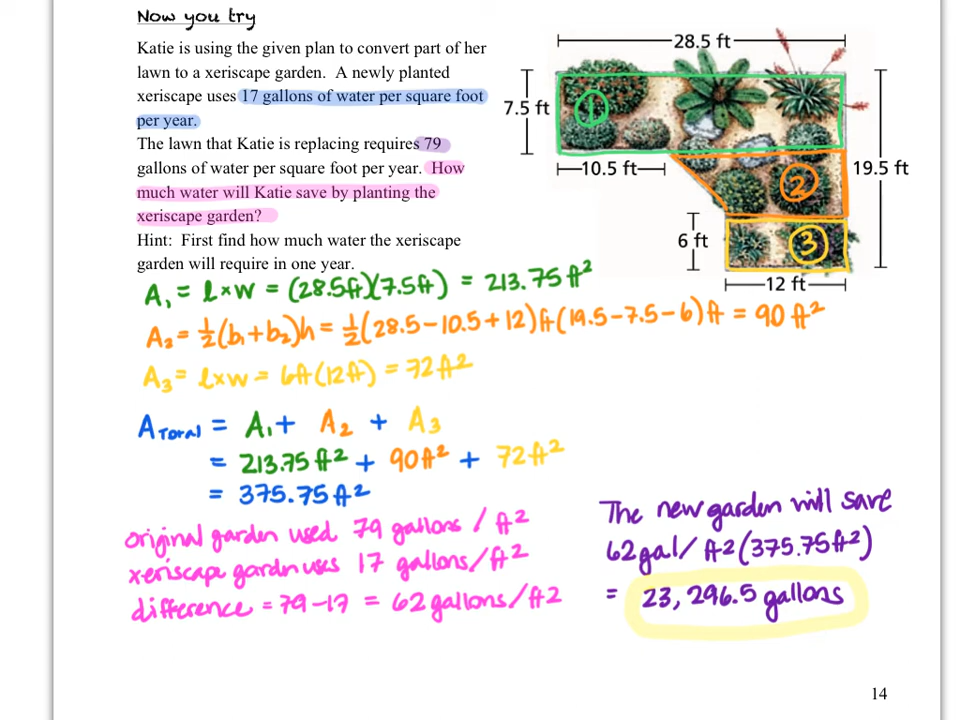 Now you try
Katie is using the given plan to convert part of her
lawn to a xeriscape garden. A newly planted
xeriscape uses 17 gallons of water per square foot
per year.
The lawn that Katie is replacing requires 79
gallons of water per square foot per year. How
much water will Katie save by planting the
xeriscape garden?
Hint: First find how much water the xeriscape
garden will require in one year.
28.5 ft
7.5 ft
1
10.5 ft
2
19.5 ft
6 ft
3
12 ft
A₁ = l×w = (28.5ft)(7.5ft) = 213.75 ft²
A₂ = ½(b₁+b₂)h = ½(28.5-10.5+12)ft(19.5-7.5-6)ft = 90 ft²
A₃ = l×w = 6ft(12ft) = 72ft²
A Total = A₁ + A₂ + A₃
= 213.75ft² + 90ft² + 72ft²
= 375.75ft²
original garden used 79 gallons / ft²
xeriscape garden uses 17 gallons/ft²
difference = 79-17 = 62 gallons/ft2
The new garden will save
62gal/ft2(375.75ft²)
= 23,296.5 gallons
14